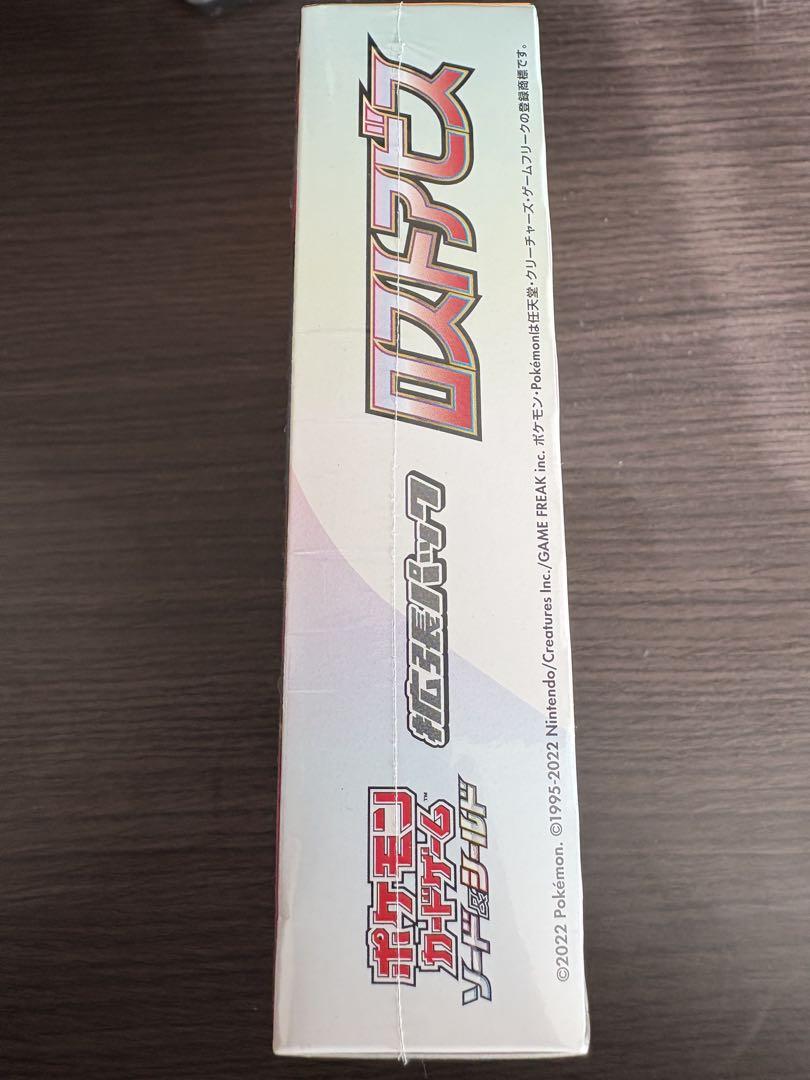 ポケモン
カードゲーム™
ソード&シールド
拡張パック
ロストアビス
©2022 Pokémon. ©1995-2022 Nintendo/Creatures Inc./GAME FREAK inc. ポケモン・Pokémonは任天堂・クリーチャーズ・ゲームフリークの登録商標です。